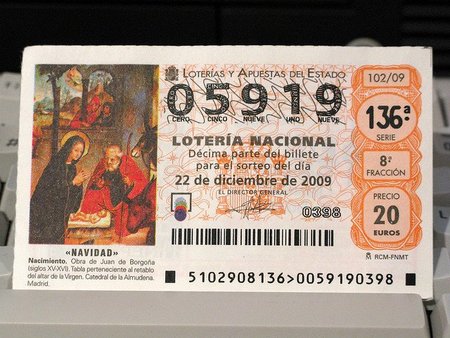 LOTERÍAS Y APUESTAS DEL ESTADO
05919
CERO CINCO NUEVE UNO NUEVE
LOTERÍA NACIONAL
Décima parte del billete
para el sorteo del día
22 de diciembre de 2009
EL DIRECTOR GENERAL
0398
102/09
136ª
SERIE
8ª
FRACCIÓN
PRECIO
20
EUROS
RCM-FNMT
5102908136>0059190398
«NAVIDAD»
Nacimiento. Obra de Juan de Borgoña
(siglos XV-XVI). Tabla perteneciente al retablo
del altar de la Virgen. Catedral de la Almudena.
Madrid.